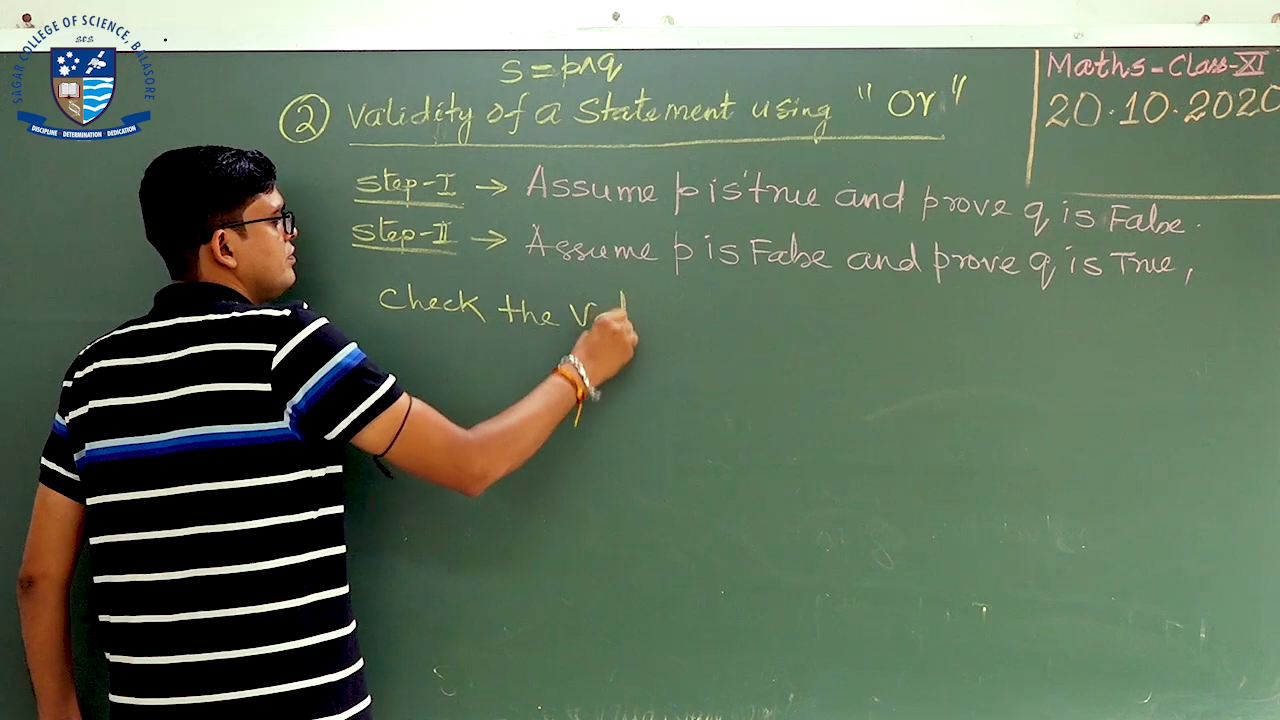 SAGAR COLLEGE OF SCIENCE, BALASORE
SCS
DISCIPLINE • DETERMINATION • DEDICATION
S = p∧q
② Validity of a Statement using "Or"
Maths - Class - XI
20.10.2020
Step-I → Assume p is true and prove q is False.
Step-II → Assume p is False and prove q is True,
Check the V